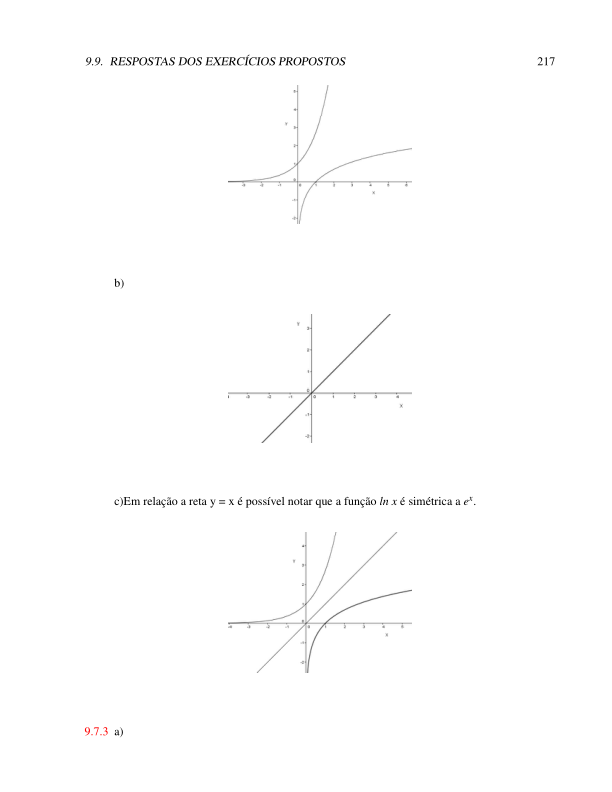 9.9. RESPOSTAS DOS EXERCÍCIOS PROPOSTOS 217
b)
c)Em relação a reta y = x é possível notar que a função ln x é simétrica a eˣ.
9.7.3 a)